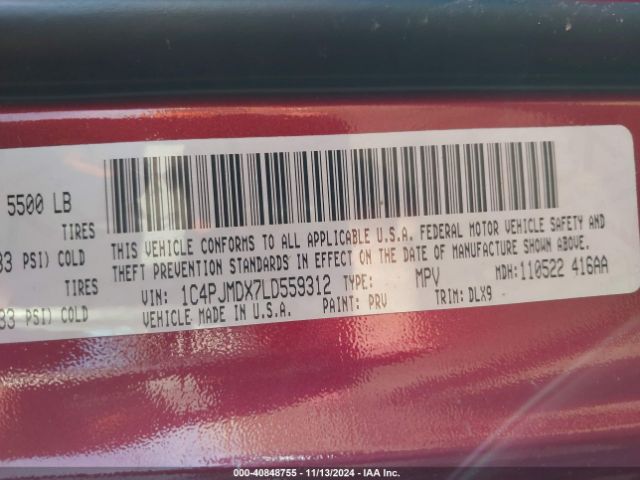 5500 LB
TIRES
33 PSI) COLD
TIRES
33 PSI) COLD
THIS VEHICLE CONFORMS TO ALL APPLICABLE U.S.A. FEDERAL MOTOR VEHICLE SAFETY AND
THEFT PREVENTION STANDARDS IN EFFECT ON THE DATE OF MANUFACTURE SHOWN ABOVE.
VIN: 1C4PJMDX7LD559312 TYPE: MPV MDH: 110522 416AA
VEHICLE MADE IN U.S.A. PAINT: PRV TRIM: DLX9
000-40848755 - 11/13/2024 - IAA Inc.